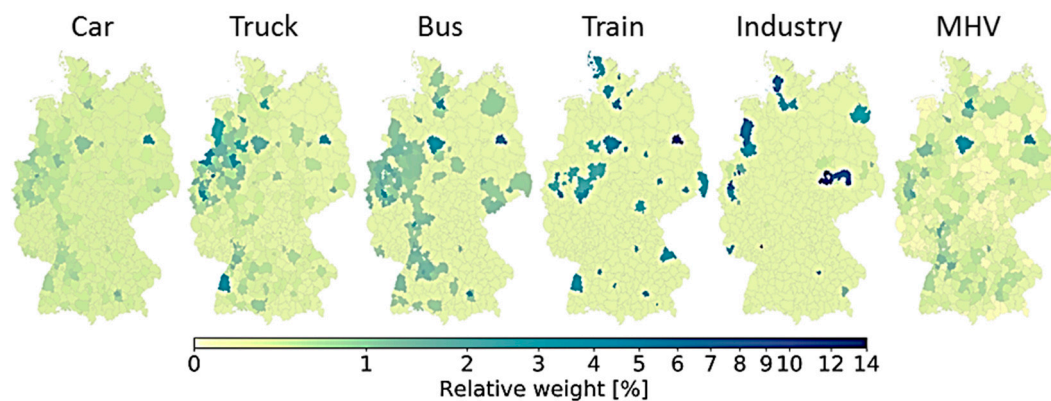 Car Truck Bus Train Industry MHV
0 1 2 3 4 5 6 7 8 9 10 12 14
Relative weight [%]